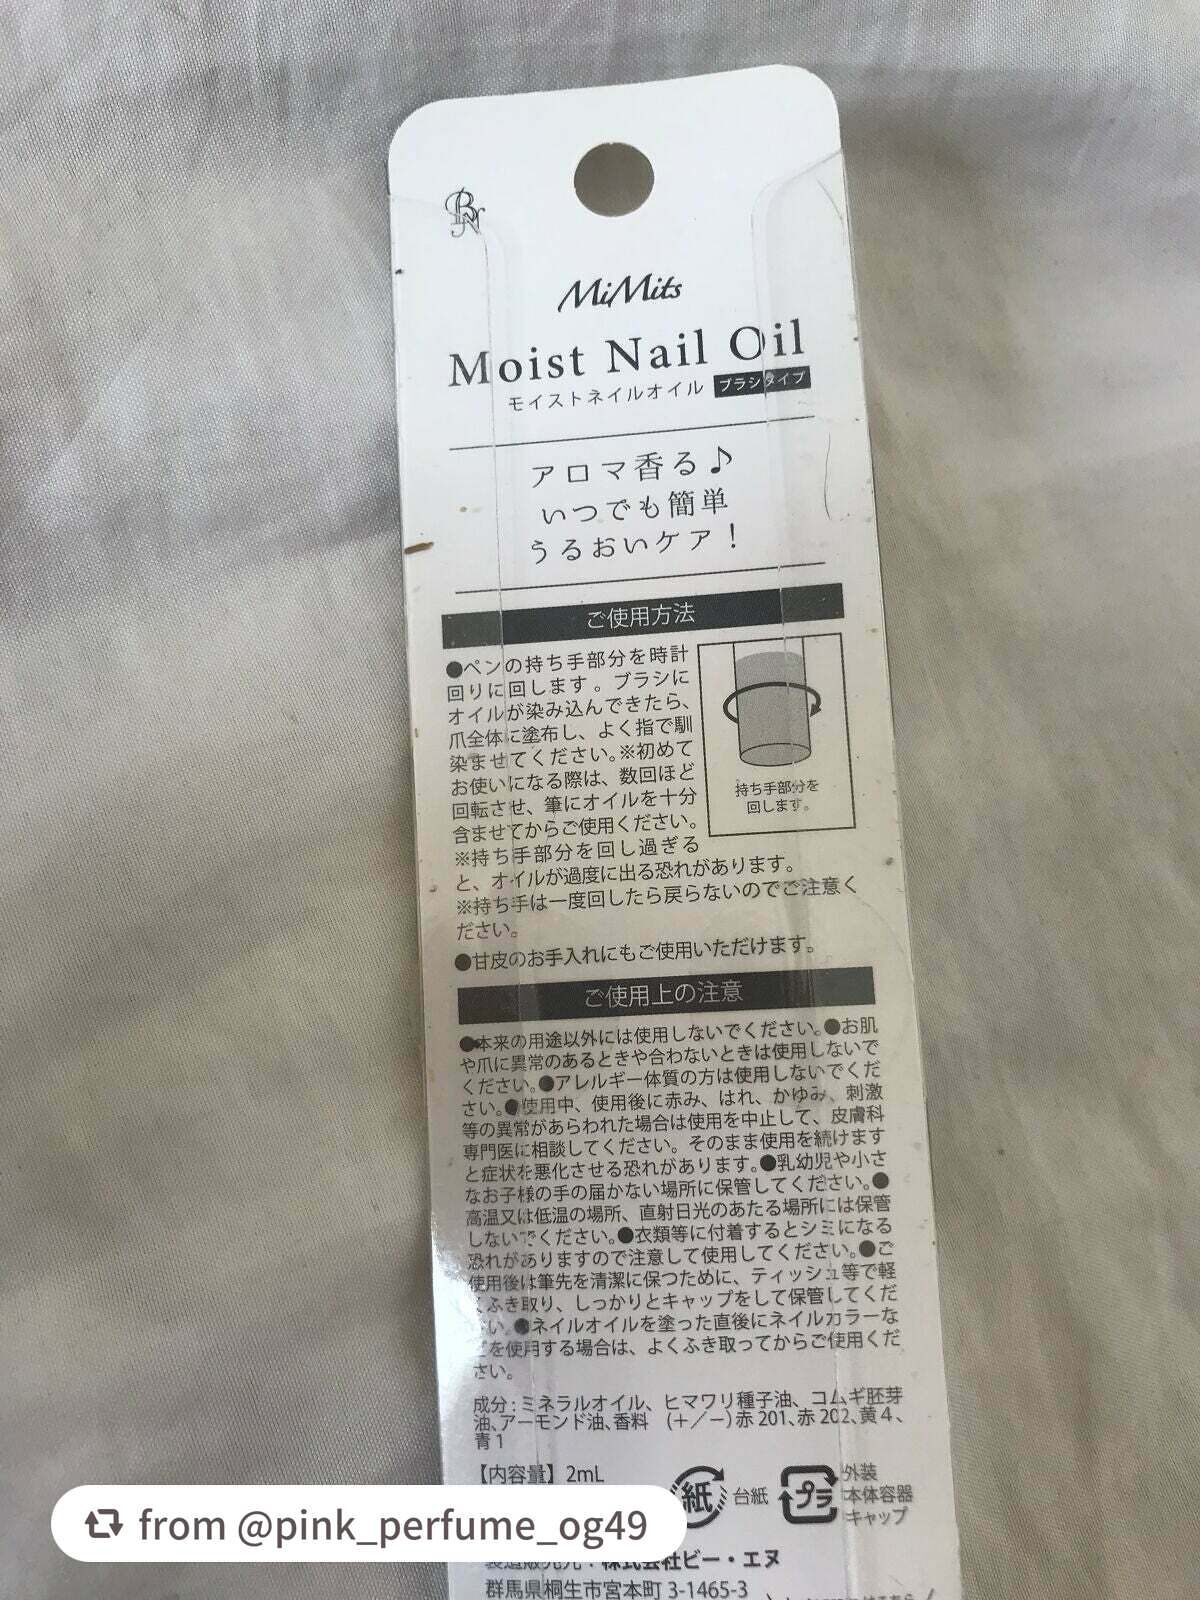 BN
MiMits
Moist Nail Oil
モイストネイルオイル ブラシタイプ
アロマ香る♪
いつでも簡単
うるおいケア！
ご使用方法
●ペンの持ち手部分を時計
回りに回します。ブラシに
オイルが染み込んできたら、
爪全体に塗布し、よく指で馴
染ませてください。※初めて
お使いになる際は、数回ほど
回転させ、筆にオイルを十分
含ませてからご使用ください。
※持ち手部分を回し過ぎる
と、オイルが過度に出る恐れがあります。
※持ち手は一度回したら戻らないのでご注意く
ださい。
●甘皮のお手入れにもご使用いただけます。
持ち手部分を
回します。
ご使用上の注意
●本来の用途以外には使用しないでください。●お肌
や爪に異常のあるときや合わないときは使用しないで
ください。●アレルギー体質の方は使用しないでくだ
さい。●使用中、使用後に赤み、はれ、かゆみ、刺激
等の異常があらわれた場合は使用を中止して、皮膚科
専門医に相談してください。そのまま使用を続けます
と症状を悪化させる恐れがあります。●乳幼児や小さ
なお子様の手の届かない場所に保管してください。●
高温又は低温の場所、直射日光のあたる場所には保管
しないでください。●衣類等に付着するとシミになる
恐れがありますので注意して使用してください。●ご
使用後は筆先を清潔に保つために、ティッシュ等で軽
くふき取り、しっかりとキャップをして保管してくだ
さい。●ネイルオイルを塗った直後にネイルカラーな
どを使用する場合は、よくふき取ってからご使用くだ
さい。
成分：ミネラルオイル、ヒマワリ種子油、コムギ胚芽
油、アーモンド油、香料 (＋／－)赤201、赤202、黄4、
青1
【内容量】2mL
紙 台紙
プラ 外装
本体容器
キャップ
from @pink_perfume_og49
製造販売元：株式会社ビー・エヌ
群馬県桐生市宮本町 3-1465-3